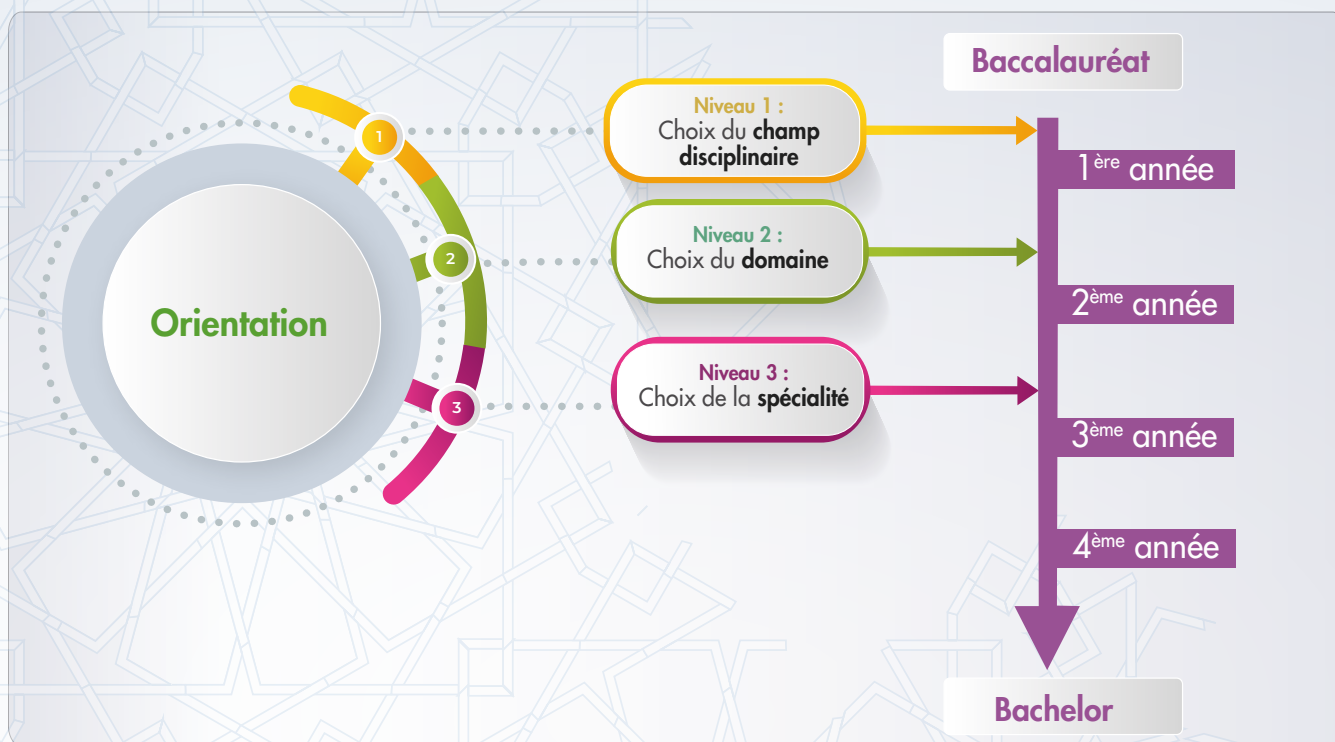 Orientation
1
2
3
Niveau 1 :
Choix du champ
disciplinaire
Niveau 2 :
Choix du domaine
Niveau 3 :
Choix de la spécialité
Baccalauréat
1ère année
2ème année
3ème année
4ème année
Bachelor